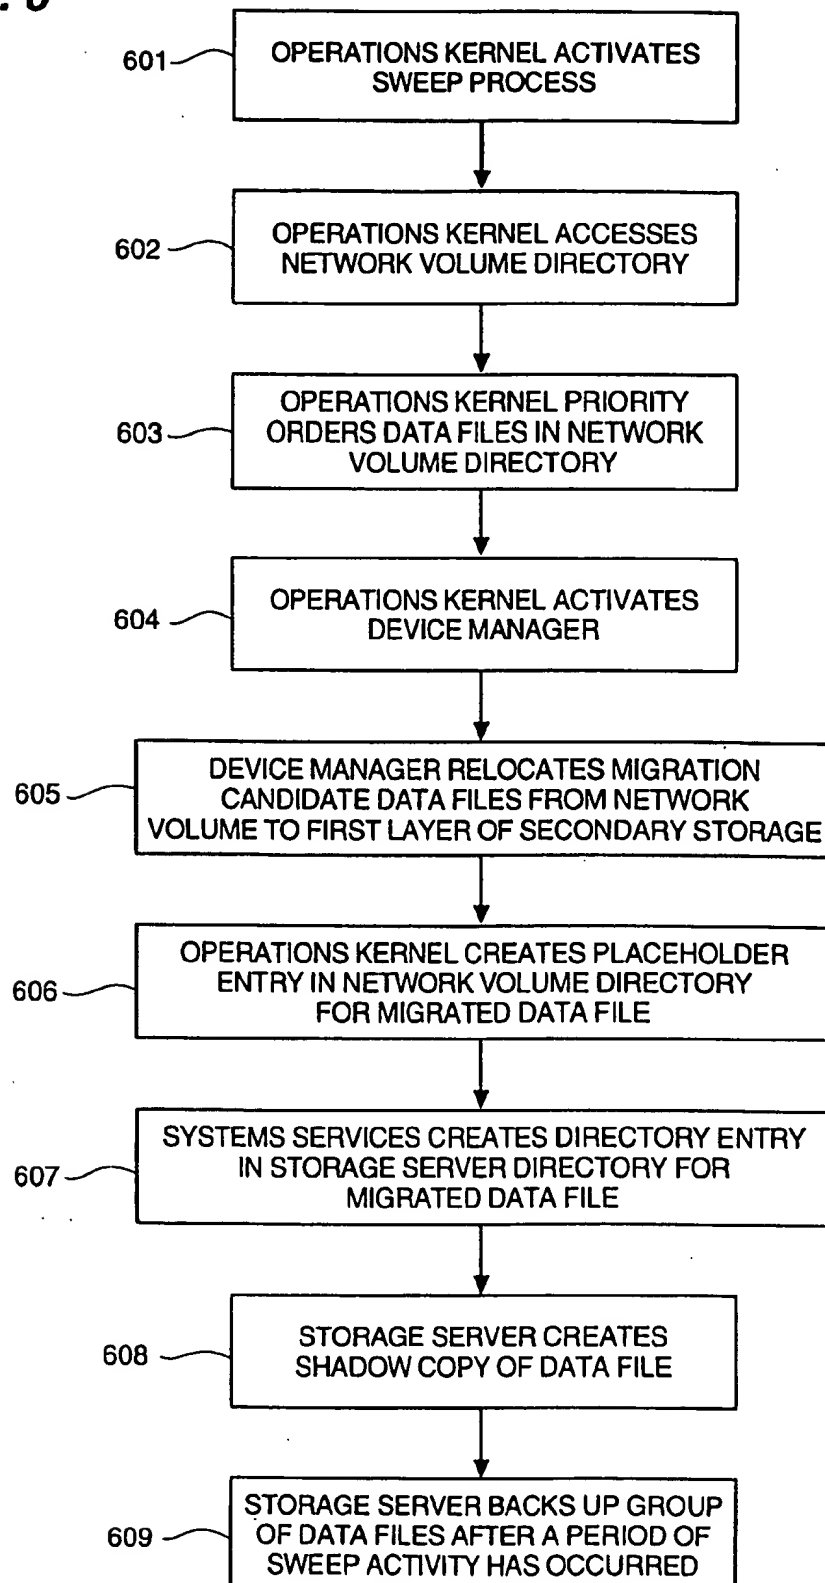 . 6
601
OPERATIONS KERNEL ACTIVATES
SWEEP PROCESS
602
OPERATIONS KERNEL ACCESSES
NETWORK VOLUME DIRECTORY
603
OPERATIONS KERNEL PRIORITY
ORDERS DATA FILES IN NETWORK
VOLUME DIRECTORY
604
OPERATIONS KERNEL ACTIVATES
DEVICE MANAGER
605
DEVICE MANAGER RELOCATES MIGRATION
CANDIDATE DATA FILES FROM NETWORK
VOLUME TO FIRST LAYER OF SECONDARY STORAGE
606
OPERATIONS KERNEL CREATES PLACEHOLDER
ENTRY IN NETWORK VOLUME DIRECTORY
FOR MIGRATED DATA FILE
607
SYSTEMS SERVICES CREATES DIRECTORY ENTRY
IN STORAGE SERVER DIRECTORY FOR
MIGRATED DATA FILE
608
STORAGE SERVER CREATES
SHADOW COPY OF DATA FILE
609
STORAGE SERVER BACKS UP GROUP
OF DATA FILES AFTER A PERIOD OF
SWEEP ACTIVITY HAS OCCURRED